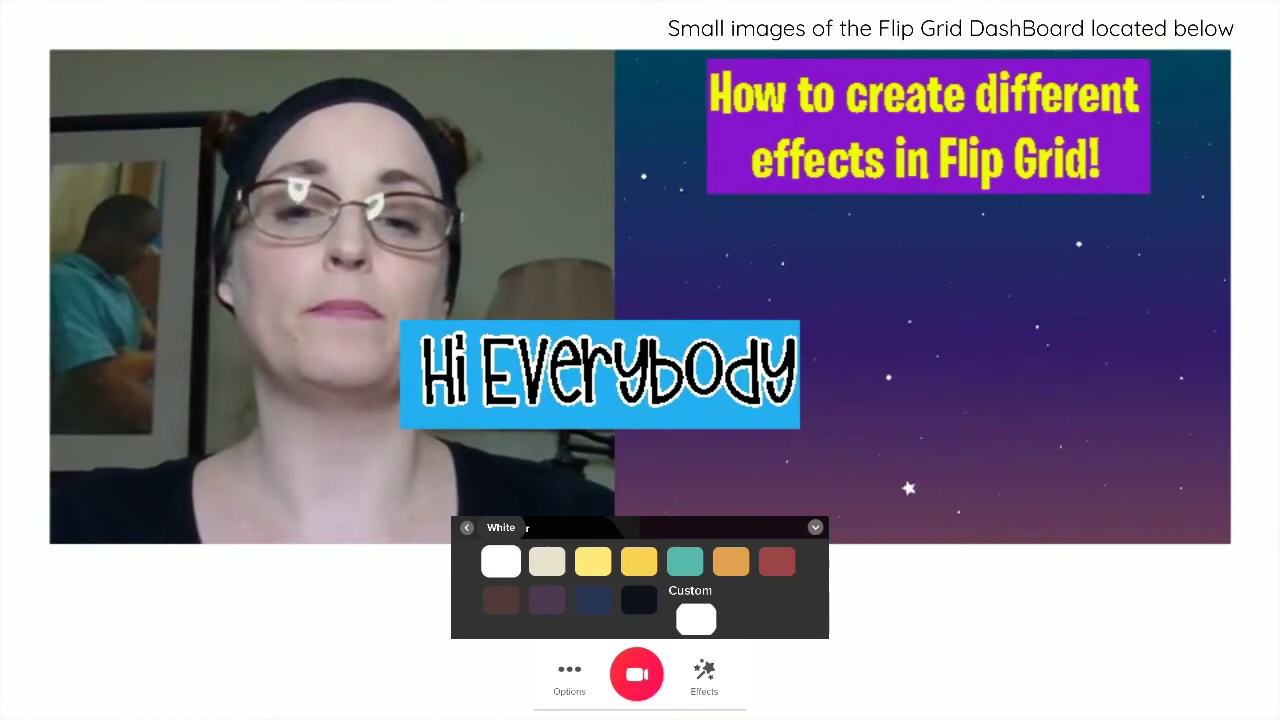 Small images of the Flip Grid DashBoard located below
How to create different
effects in Flip Grid!
Hi Everybody
White
r
Custom
Options
Effects